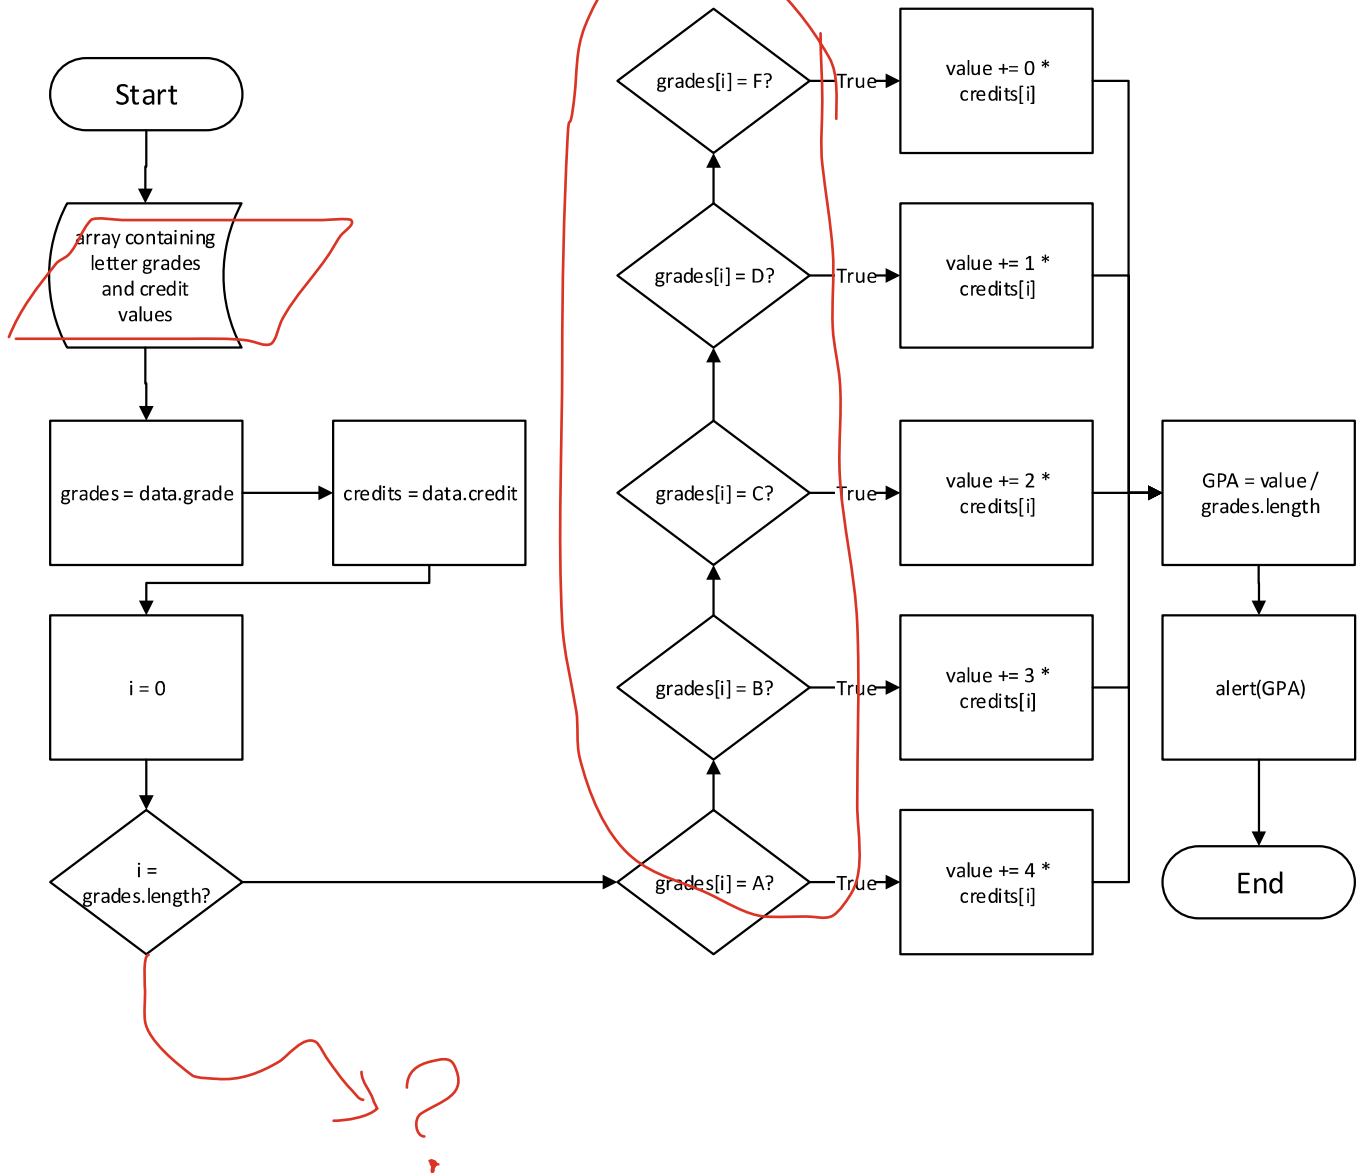 Start
array containing
letter grades
and credit
values
grades = data.grade
credits = data.credit
i = 0
i =
grades.length?
grades[i] = F?
True
value += 0 *
credits[i]
grades[i] = D?
True
value += 1 *
credits[i]
grades[i] = C?
True
value += 2 *
credits[i]
grades[i] = B?
True
value += 3 *
credits[i]
grades[i] = A?
True
value += 4 *
credits[i]
GPA = value /
grades.length
alert(GPA)
End
?